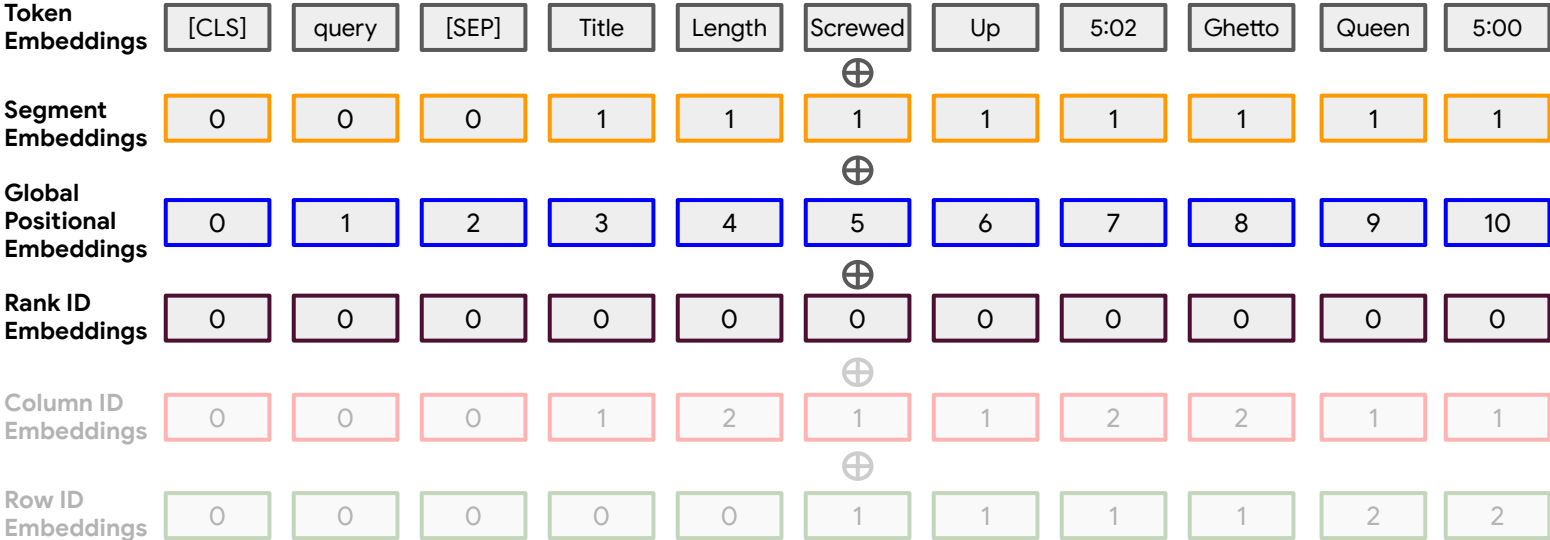 Token
Embeddings
[CLS] query [SEP] Title Length Screwed Up 5:02 Ghetto Queen 5:00
Segment
Embeddings
0 0 0 1 1 1 1 1 1 1 1
Global
Positional
Embeddings
0 1 2 3 4 5 6 7 8 9 10
Rank ID
Embeddings
0 0 0 0 0 0 0 0 0 0 0
Column ID
Embeddings
0 0 0 1 2 1 1 2 2 1 1
Row ID
Embeddings
0 0 0 0 0 1 1 1 1 2 2